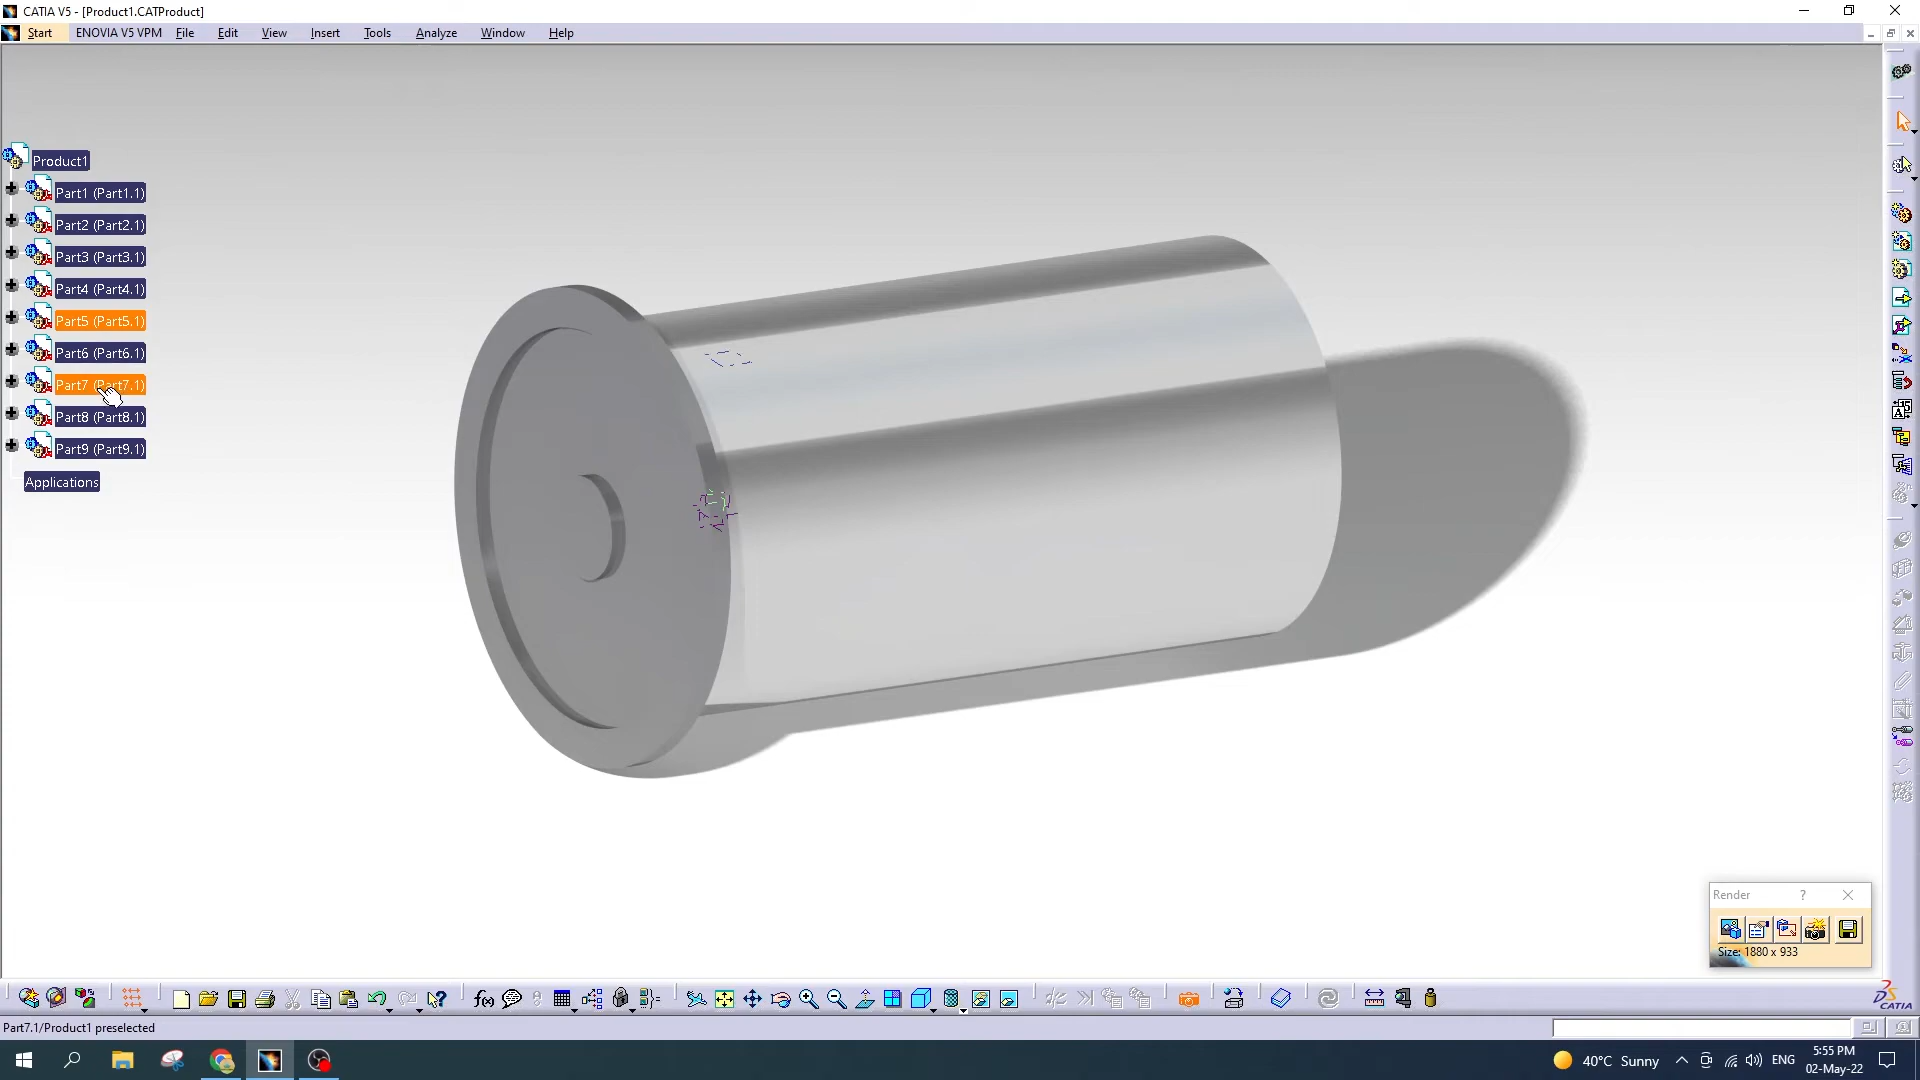 CATIA V5 - [Product1.CATProduct]
Start ENOVIA V5 VPM File Edit View Insert Tools Analyze Window Help
Product1
Part1 (Part1.1)
Part2 (Part2.1)
Part3 (Part3.1)
Part4 (Part4.1)
Part5 (Part5.1)
Part6 (Part6.1)
Part7 (Part7.1)
Part8 (Part8.1)
Part9 (Part9.1)
Applications
Render ?
Size: 1880 x 933
CATIA
Part7.1/Product1 preselected
40°C Sunny ENG 5:55 PM
02-May-22